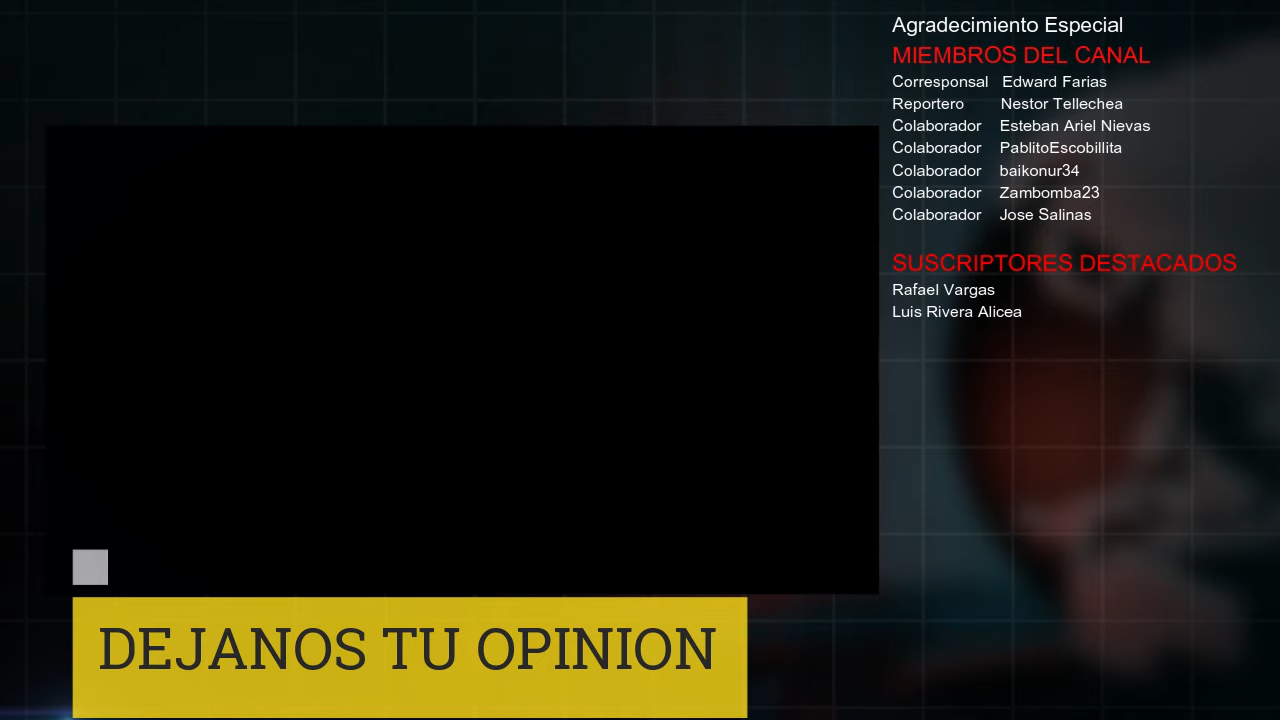 Agradecimiento Especial
MIEMBROS DEL CANAL
Corresponsal Edward Farias
Reportero Nestor Tellechea
Colaborador Esteban Ariel Nievas
Colaborador PablitoEscobillita
Colaborador baikonur34
Colaborador Zambomba23
Colaborador Jose Salinas
SUSCRIPTORES DESTACADOS
Rafael Vargas
Luis Rivera Alicea
DEJANOS TU OPINION